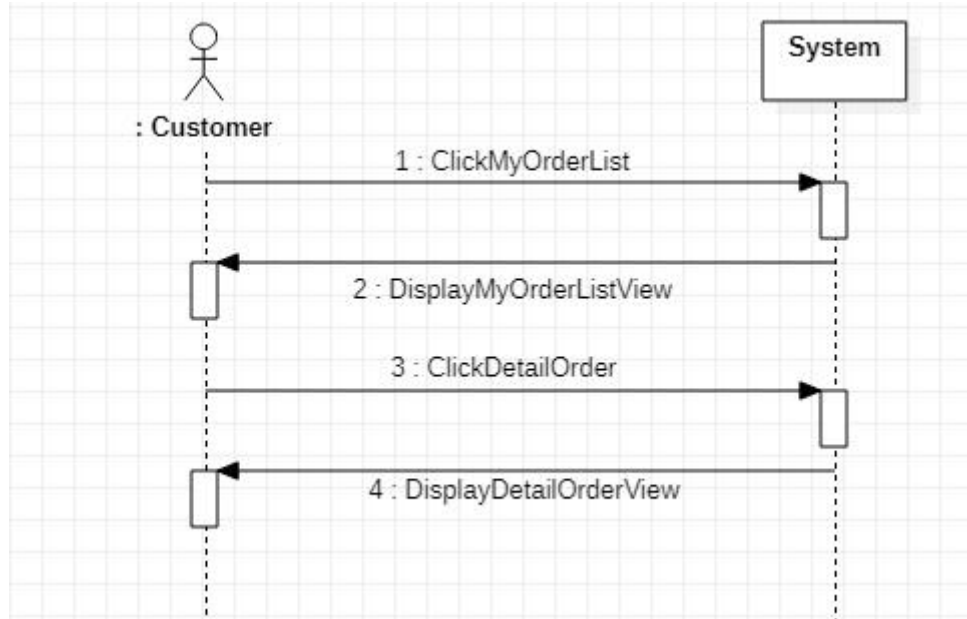 System
: Customer
1 : ClickMyOrderList
2 : DisplayMyOrderListView
3 : ClickDetailOrder
4 : DisplayDetailOrderView